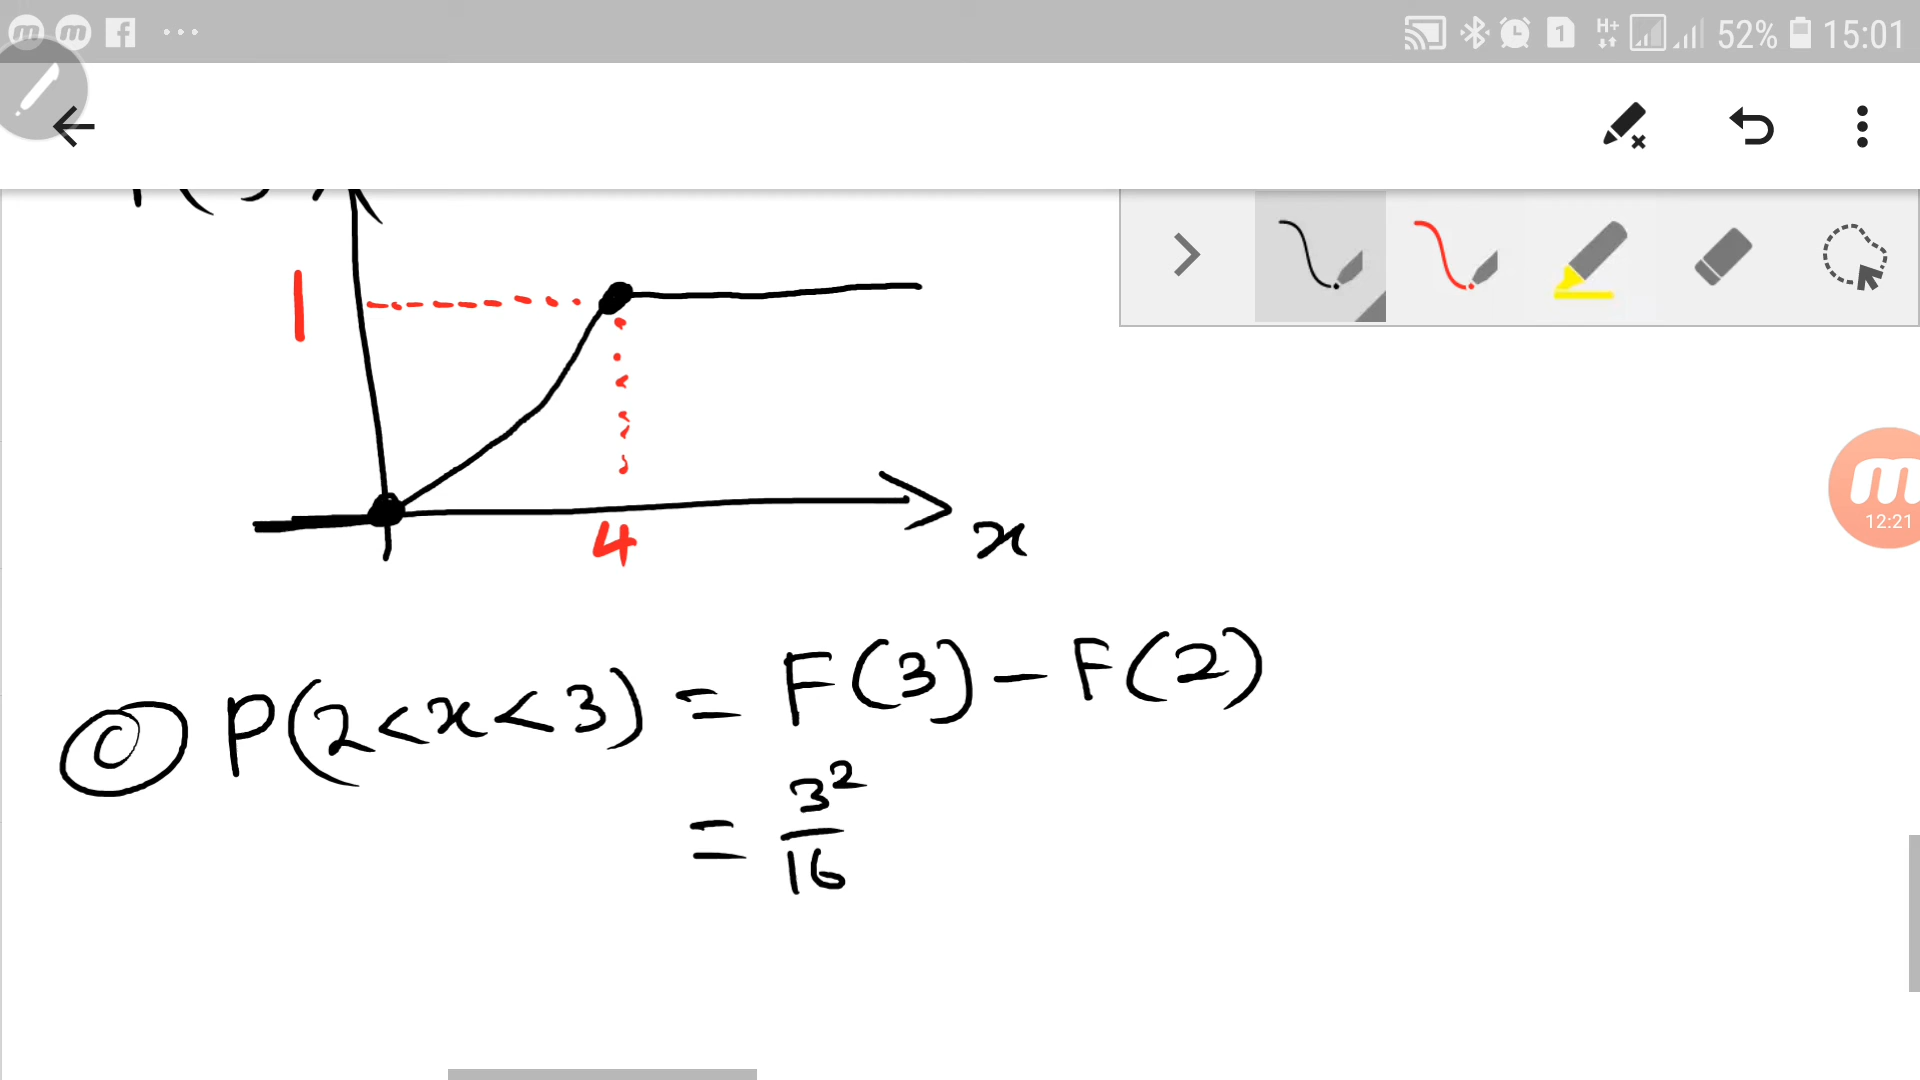 52% 15:01
1
4
x
12:21
© P(2<x<3) = F(3) - F(2)
= 3²/16